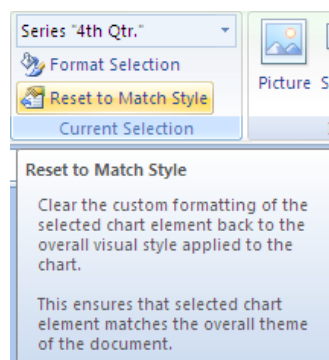 Series "4th Qtr."
Format Selection
Reset to Match Style
Current Selection
Picture
Reset to Match Style
Clear the custom formatting of the
selected chart element back to the
overall visual style applied to the
chart.
This ensures that selected chart
element matches the overall theme
of the document.